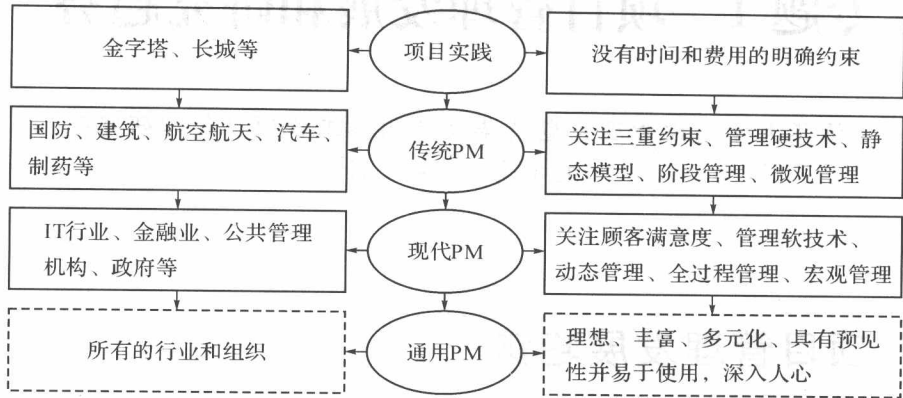 金字塔、长城等
项目实践
没有时间和费用的明确约束
国防、建筑、航空航天、汽车、
制药等
传统PM
关注三重约束、管理硬技术、静
态模型、阶段管理、微观管理
IT行业、金融业、公共管理
机构、政府等
现代PM
关注顾客满意度、管理软技术、
动态管理、全过程管理、宏观管理
所有的行业和组织
通用PM
理想、丰富、多元化、具有预见
性并易于使用，深入人心